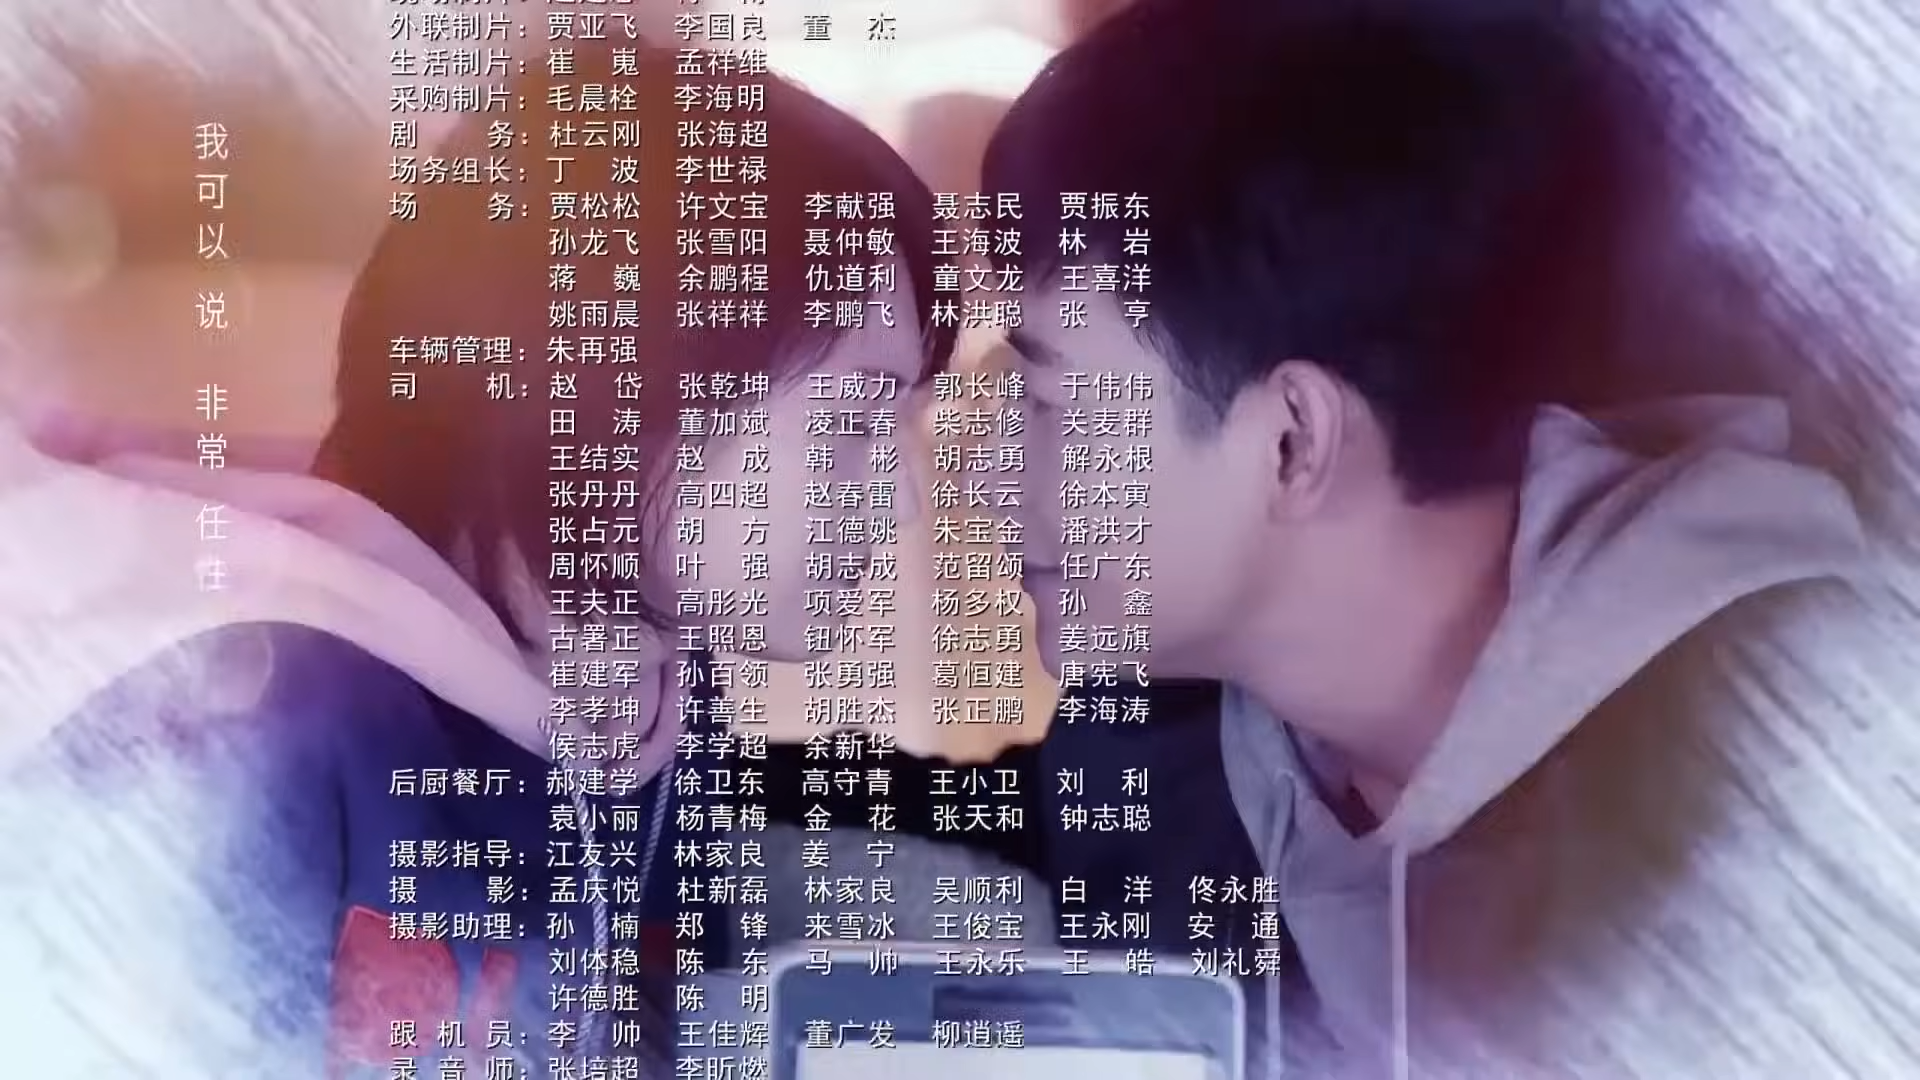 外联制片：贾亚飞 李国良 董 杰
生活制片：崔 嵬 孟祥维
采购制片：毛晨栓 李海明
剧 务：杜云刚 张海超
场务组长：丁 波 李世禄
场 务：贾松松 许文宝 李献强 聂志民 贾振东
孙龙飞 张雪阳 聂仲敏 王海波 林 岩
蒋 巍 余鹏程 仇道利 童文龙 王喜洋
姚雨晨 张祥祥 李鹏飞 林洪聪 张 亨
车辆管理：朱再强
司 机：赵 岱 张乾坤 王威力 郭长峰 于伟伟
田 涛 董加斌 凌正春 柴志修 关麦群
王结实 赵 成 韩 彬 胡志勇 解永根
张丹丹 高四超 赵春雷 徐长云 徐本寅
张占元 胡 方 江德姚 朱宝金 潘洪才
周怀顺 叶 强 胡志成 范留颂 任广东
王夫正 高彤光 项爱军 杨多权 孙 鑫
古署正 王照恩 钮怀军 徐志勇 姜远旗
崔建军 孙百领 张勇强 葛恒建 唐宪飞
李孝坤 许善生 胡胜杰 张正鹏 李海涛
侯志虎 李学超 余新华
后厨餐厅：郝建学 徐卫东 高守青 王小卫 刘 利
袁小丽 杨青梅 金 花 张天和 钟志聪
摄影指导：江友兴 林家良 姜 宁
摄 影：孟庆悦 杜新磊 林家良 吴顺利 白 洋 佟永胜
摄影助理：孙 楠 郑 锋 来雪冰 王俊宝 王永刚 安 通
刘体稳 陈 东 马 帅 王永乐 王 皓 刘礼舜
许德胜 陈 明
跟 机 员：李 帅 王佳辉 董广发 柳逍遥
录 音 师：张培超 李昕燃
我可以 说 非常 任性